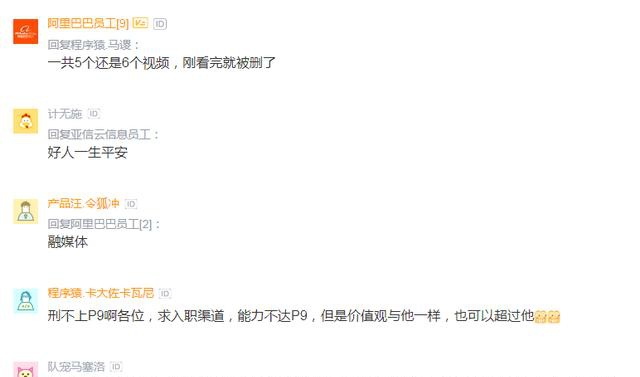 阿里巴巴员工[9] ID
回复程序猿.马谡：
一共5个还是6个视频，刚看完就被删了
计无施 ID
回复亚信云信息员工：
好人一生平安
产品汪.令狐冲 ID
回复阿里巴巴员工[2]：
融媒体
程序猿.卡大佐卡瓦尼 ID
刑不上P9啊各位，求入职渠道，能力不达P9，但是价值观与他一样，也可以超过他
队宠马塞洛 ID